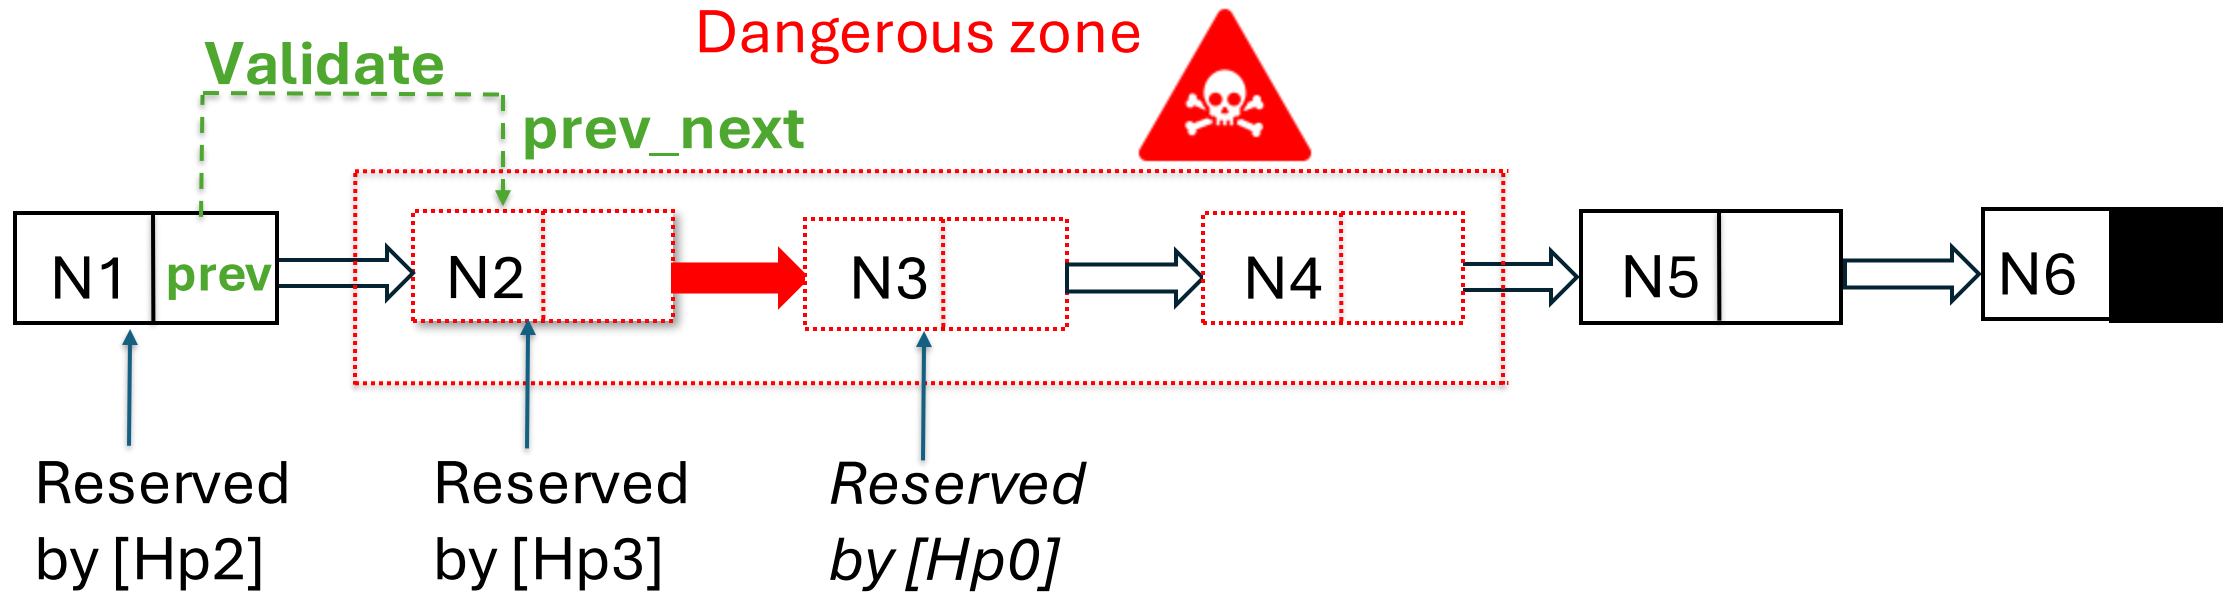 Dangerous zone
Validate
prev_next
N1
prev
N2
N3
N4
N5
N6
Reserved
by [Hp2]
Reserved
by [Hp3]
Reserved
by [Hp0]